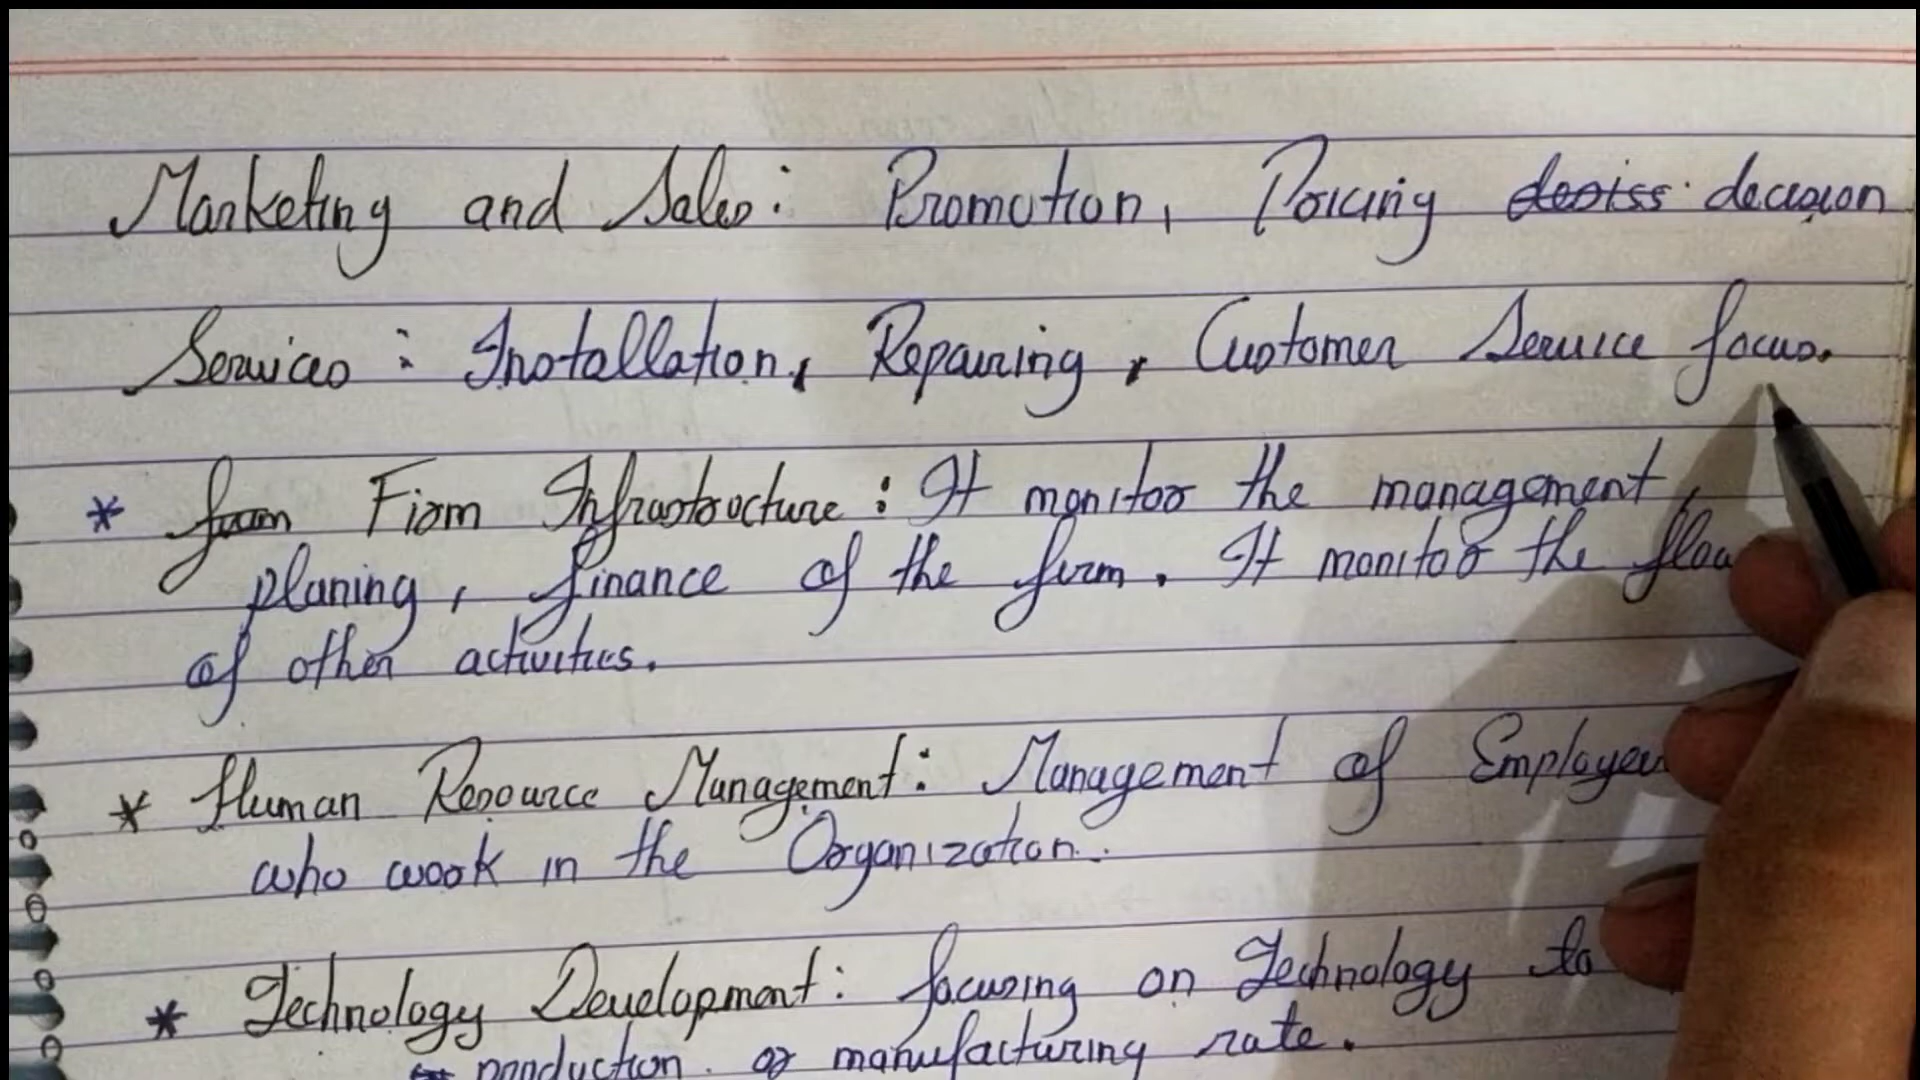 Marketing and Sales: Promotion, Pricing decision
Services: Installation, Repairing, Customer Service focus.
* Firm Infrastructure: It monitor the management,
planing, finance of the firm. It monitor the
of other activities.
* Human Resource Management: Management of
who work in the Organization.
* Technology Development: focusing on Technology to
production or manufacturing rate.